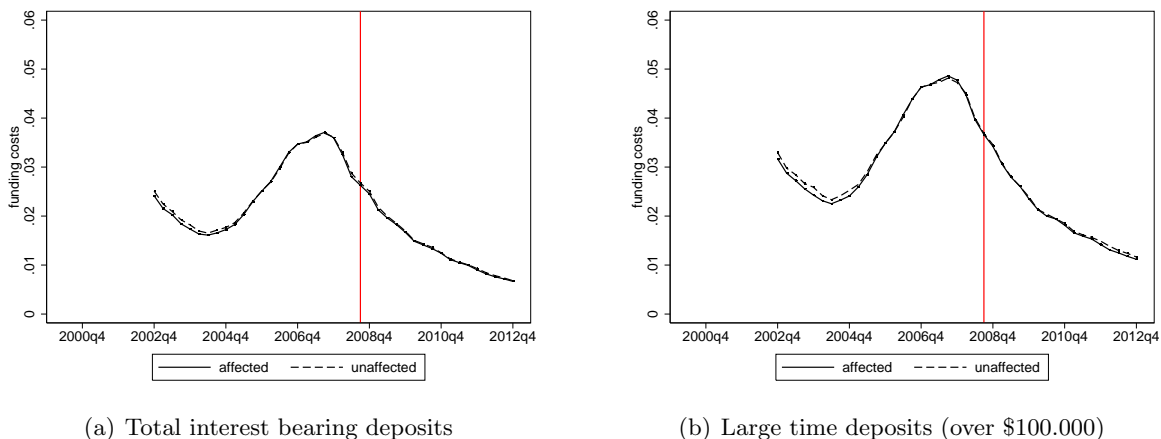 .06
.05
.04
.03
.02
.01
0
funding costs
2000q4 2002q4 2004q4 2006q4 2008q4 2010q4 2012q4
affected unaffected
(a) Total interest bearing deposits
.06
.05
.04
.03
.02
.01
0
funding costs
2000q4 2002q4 2004q4 2006q4 2008q4 2010q4 2012q4
affected unaffected
(b) Large time deposits (over $100.000)